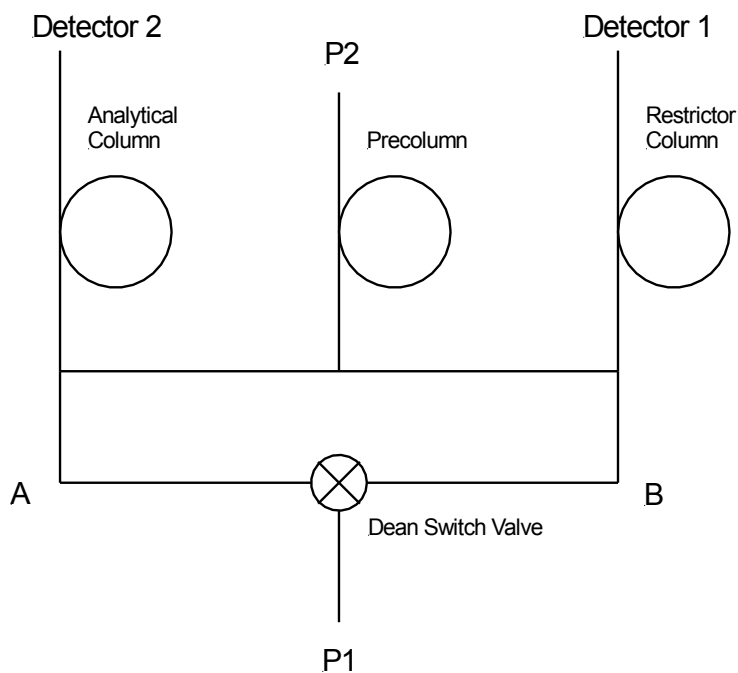 Detector 2
Detector 1
P2
Analytical
Column
Precolumn
Restrictor
Column
A
B
Dean Switch Valve
P1